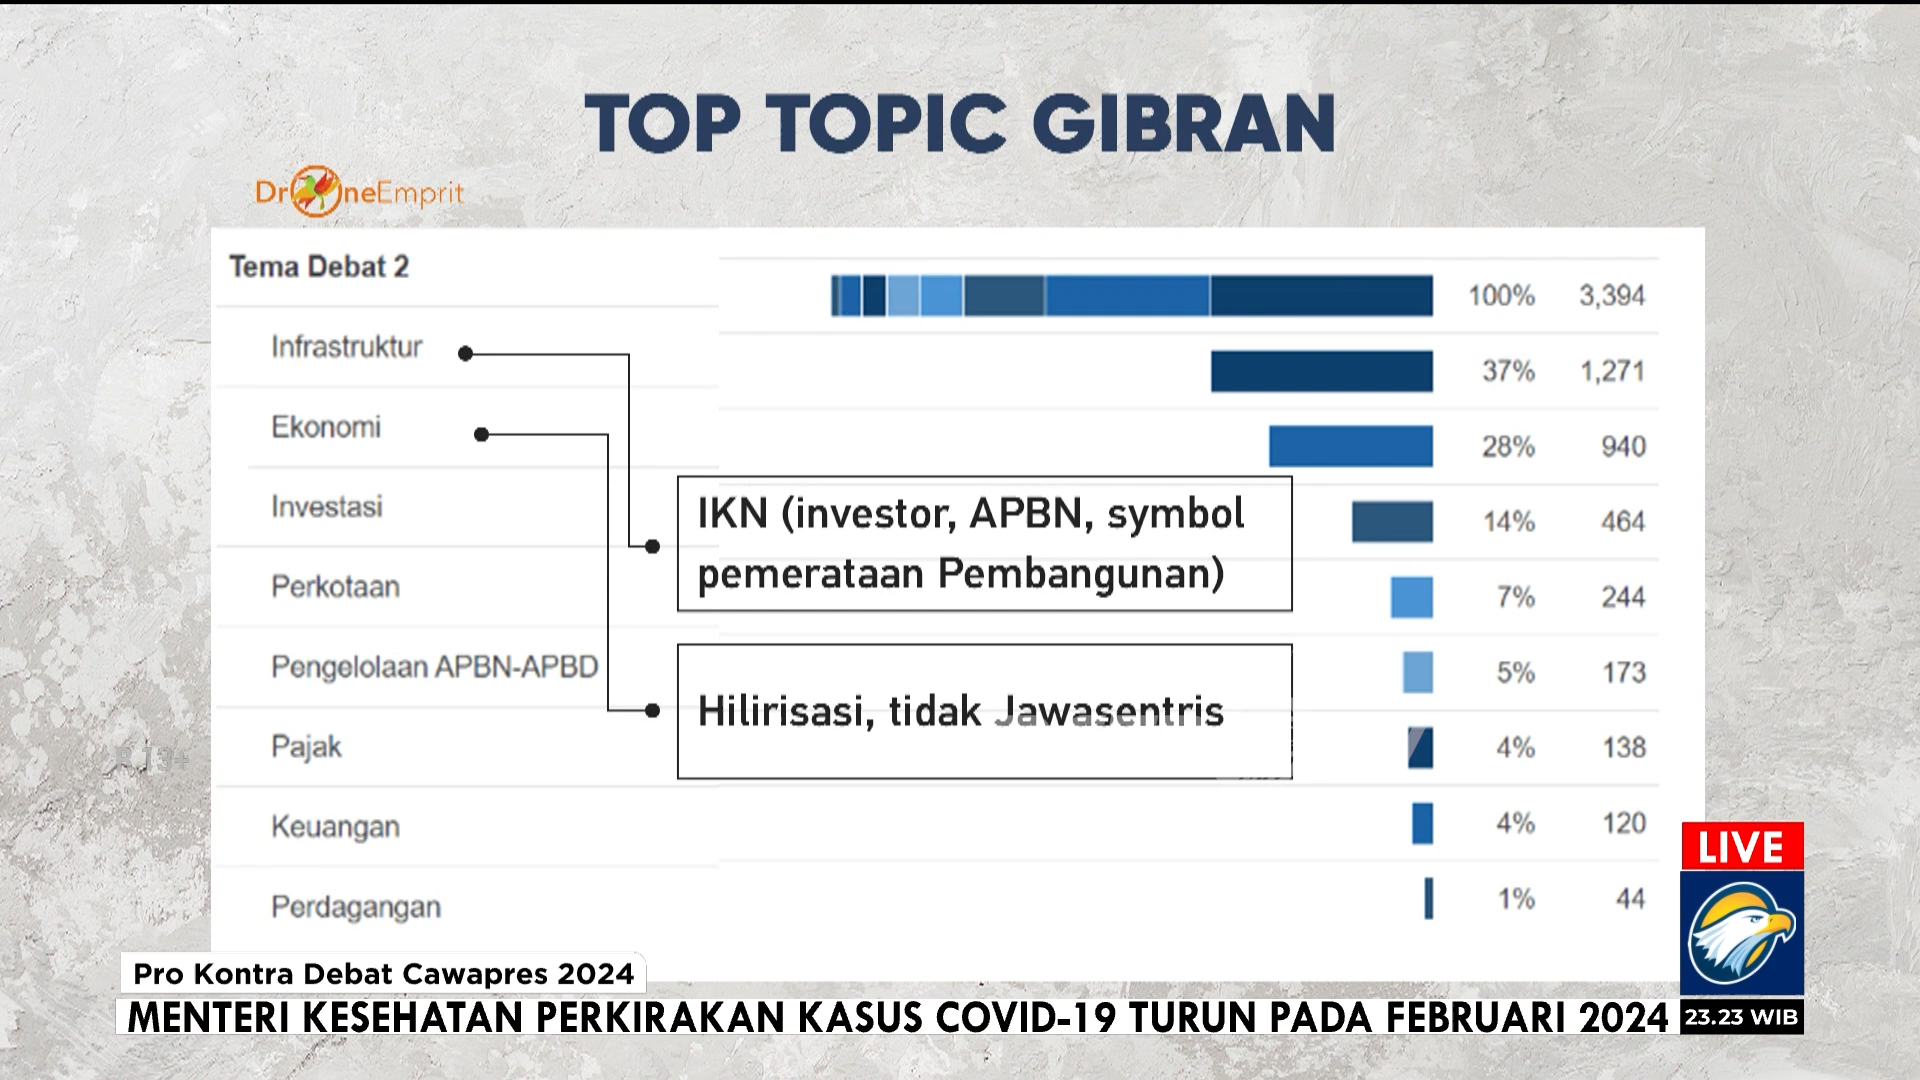 TOP TOPIC GIBRAN
DroneEmprit
Tema Debat 2 100% 3,394
Infrastruktur 37% 1,271
Ekonomi 28% 940
Investasi 14% 464
Perkotaan 7% 244
Pengelolaan APBN-APBD 5% 173
Pajak 4% 138
Keuangan 4% 120
Perdagangan 1% 44
IKN (investor, APBN, symbol
pemerataan Pembangunan)
Hilirisasi, tidak Jawasentris
R 13+
LIVE
Pro Kontra Debat Cawapres 2024
MENTERI KESEHATAN PERKIRAKAN KASUS COVID-19 TURUN PADA FEBRUARI 2024
23.23 WIB